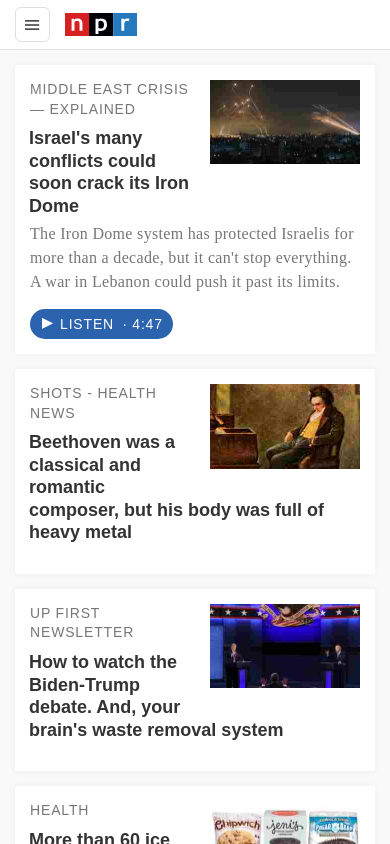 npr
MIDDLE EAST CRISIS
— EXPLAINED
Israel's many
conflicts could
soon crack its Iron
Dome
The Iron Dome system has protected Israelis for
more than a decade, but it can't stop everything.
A war in Lebanon could push it past its limits.
LISTEN · 4:47
SHOTS - HEALTH
NEWS
Beethoven was a
classical and
romantic
composer, but his body was full of
heavy metal
UP FIRST
NEWSLETTER
How to watch the
Biden-Trump
debate. And, your
brain's waste removal system
HEALTH
More than 60 ice
Chipwich
jeni's
POLAR BEAR